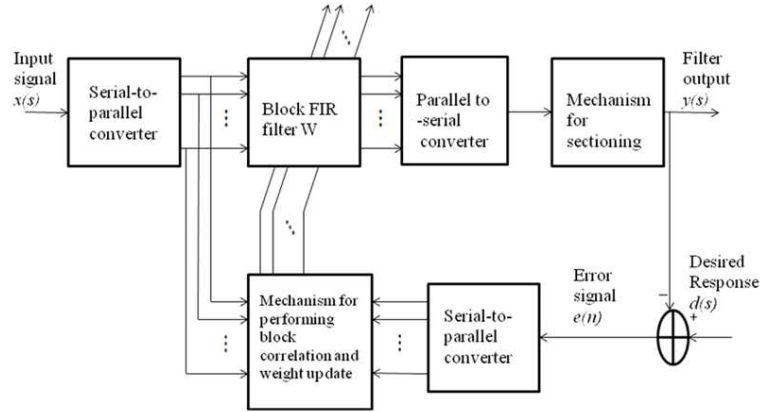 Input
signal
x(s)
Serial-to-
parallel
converter
Block FIR
filter W
Parallel to
-serial
converter
Mechanism
for
sectioning
Filter
output
y(s)
Mechanism for
performing
block
correlation and
weight update
Serial-to-
parallel
converter
Error
signal
e(n)
Desired
Response
d(s)
−
+